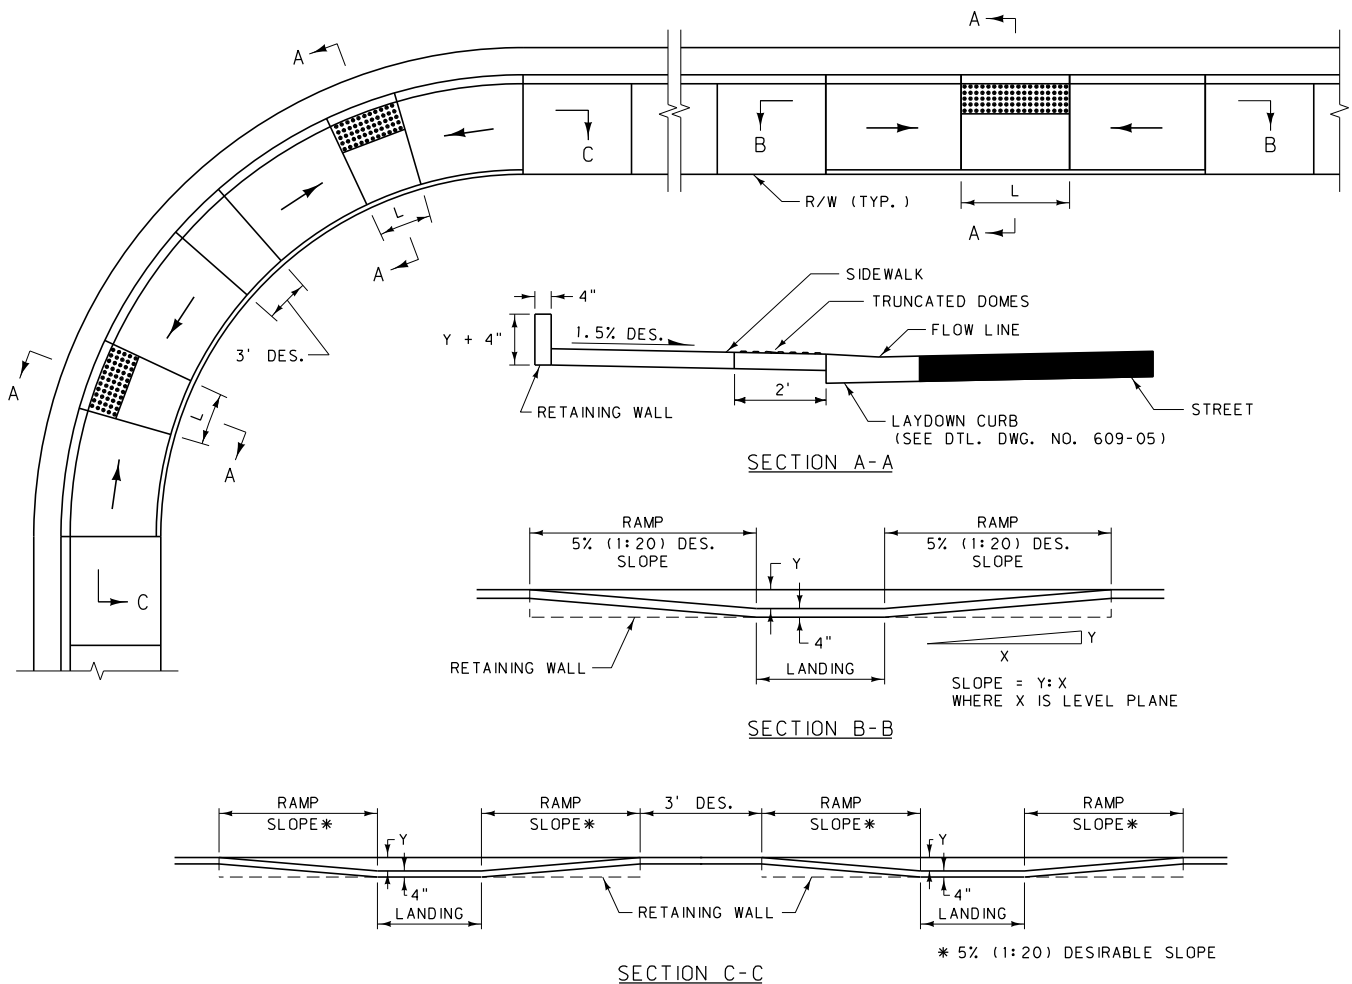 A
A
C
B
B
L
R/W (TYP.)
A
L
A
3' DES.
A
L
A
C
SIDEWALK
TRUNCATED DOMES
FLOW LINE
4"
Y + 4"
1.5% DES.
2'
RETAINING WALL
STREET
LAYDOWN CURB
(SEE DTL. DWG. NO. 609-05)
SECTION A-A
RAMP
5% (1:20) DES.
SLOPE
RAMP
5% (1:20) DES.
SLOPE
Y
4"
RETAINING WALL
LANDING
Y
X
SLOPE = Y:X
WHERE X IS LEVEL PLANE
SECTION B-B
RAMP
SLOPE*
RAMP
SLOPE*
3' DES.
RAMP
SLOPE*
RAMP
SLOPE*
Y
Y
4"
4"
LANDING
RETAINING WALL
LANDING
* 5% (1:20) DESIRABLE SLOPE
SECTION C-C